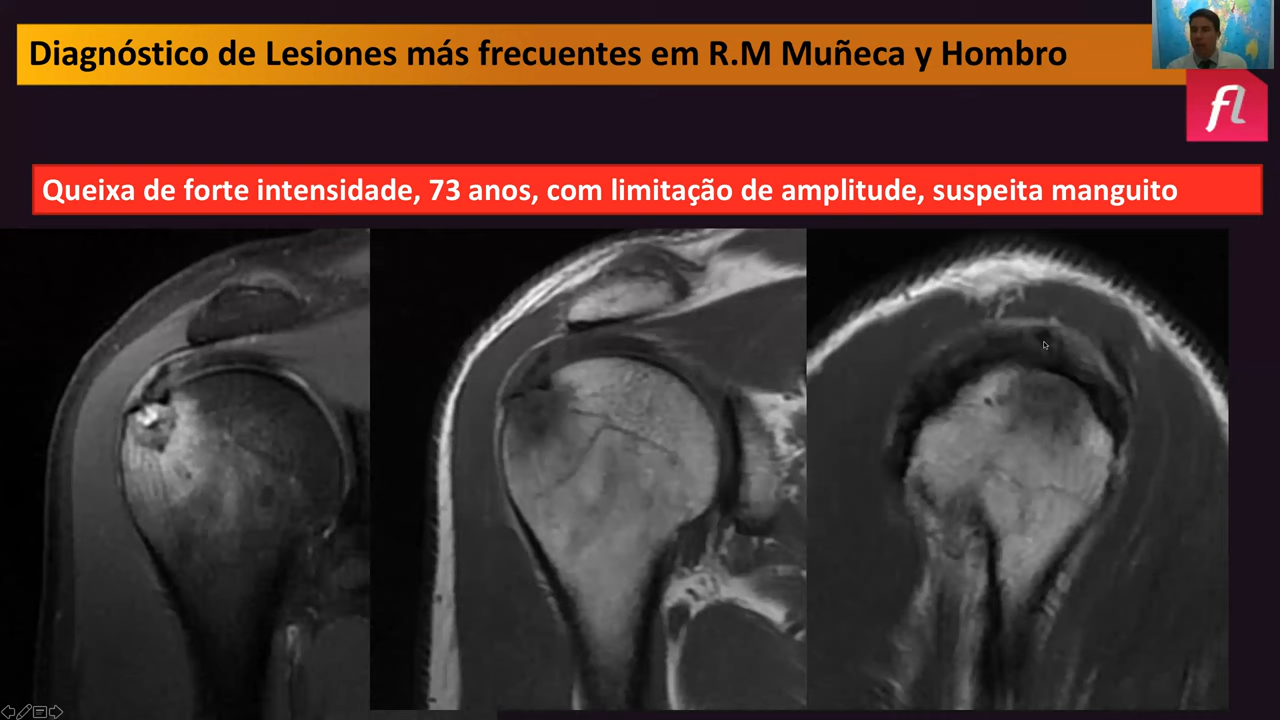 Diagnóstico de Lesiones más frecuentes em R.M Muñeca y Hombro
fl
Queixa de forte intensidade, 73 anos, com limitação de amplitude, suspeita manguito